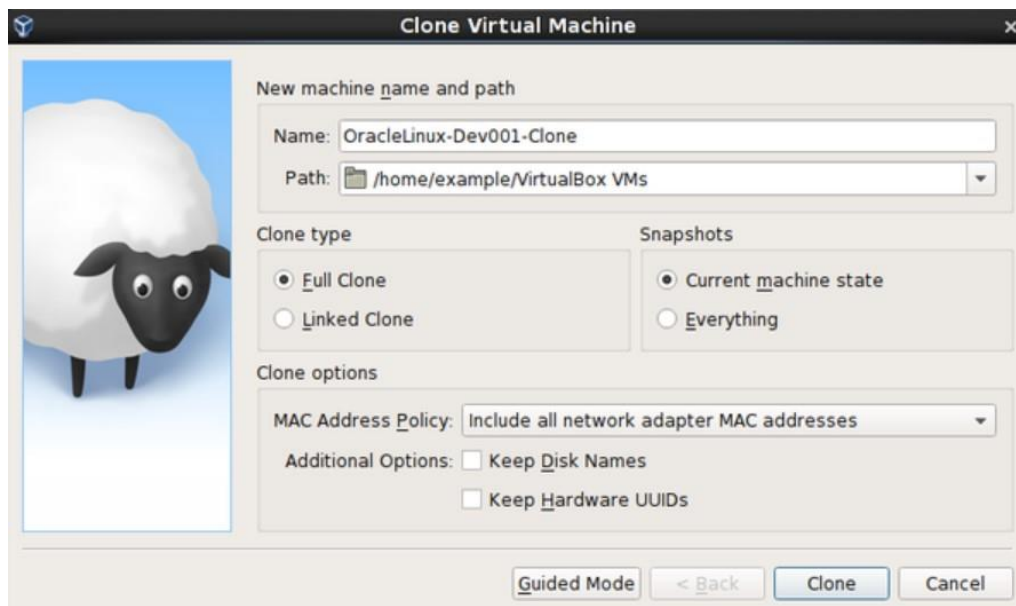 Clone Virtual Machine
New machine name and path
Name: OracleLinux-Dev001-Clone
Path: /home/example/VirtualBox VMs
Clone type
Snapshots
Full Clone
Current machine state
Linked Clone
Everything
Clone options
MAC Address Policy: Include all network adapter MAC addresses
Additional Options: Keep Disk Names
Keep Hardware UUIDs
Guided Mode < Back Clone Cancel